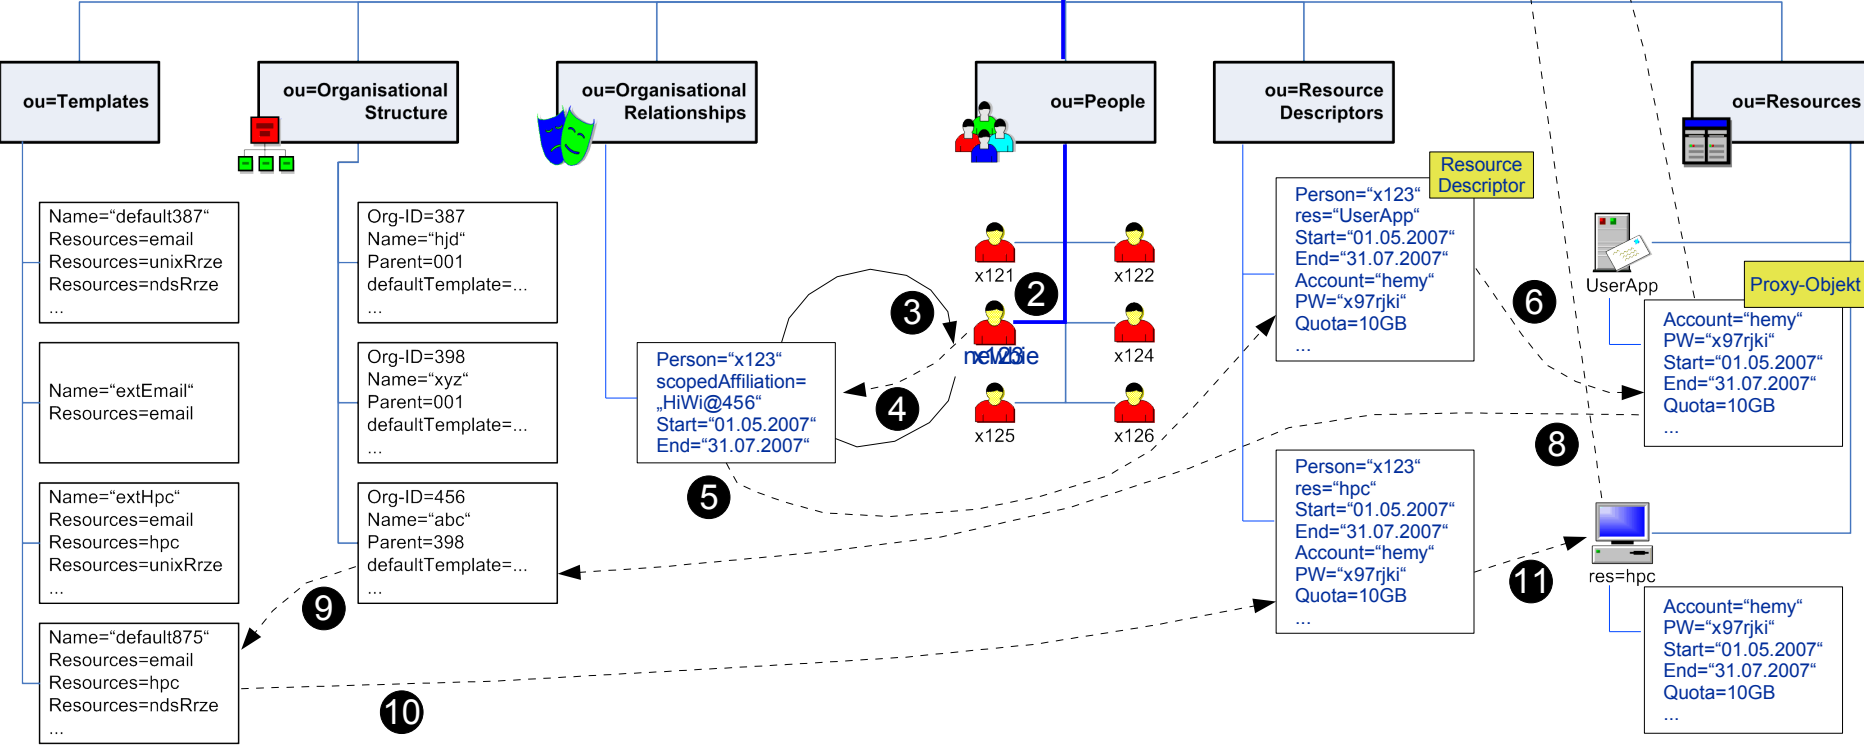 ou=Templates
ou=Organisational
Structure
ou=Organisational
Relationships
ou=People
ou=Resource
Descriptors
ou=Resources
Name=“default387“
Resources=email
Resources=unixRrze
Resources=ndsRrze
...
Name=“extEmail“
Resources=email
Name=“extHpc“
Resources=email
Resources=hpc
Resources=unixRrze
...
Name=“default875“
Resources=email
Resources=hpc
Resources=ndsRrze
...
Org-ID=387
Name=“hjd“
Parent=001
defaultTemplate=...
...
Org-ID=398
Name=“xyz“
Parent=001
defaultTemplate=...
...
Org-ID=456
Name=“abc“
Parent=398
defaultTemplate=...
...
9
10
Person=“x123“
scopedAffiliation=
„HiWi@456“
Start=“01.05.2007“
End=“31.07.2007“
3
4
5
x121
x122
2
newbie
x123
x124
x125
x126
Resource
Descriptor
Person=“x123“
res=“UserApp“
Start=“01.05.2007“
End=“31.07.2007“
Account=“hemy“
PW=“x97rjki“
Quota=10GB
...
Person=“x123“
res=“hpc“
Start=“01.05.2007“
End=“31.07.2007“
Account=“hemy“
PW=“x97rjki“
Quota=10GB
...
6
8
11
UserApp
Proxy-Objekt
Account=“hemy“
PW=“x97rjki“
Start=“01.05.2007“
End=“31.07.2007“
Quota=10GB
...
res=hpc
Account=“hemy“
PW=“x97rjki“
Start=“01.05.2007“
End=“31.07.2007“
Quota=10GB
...